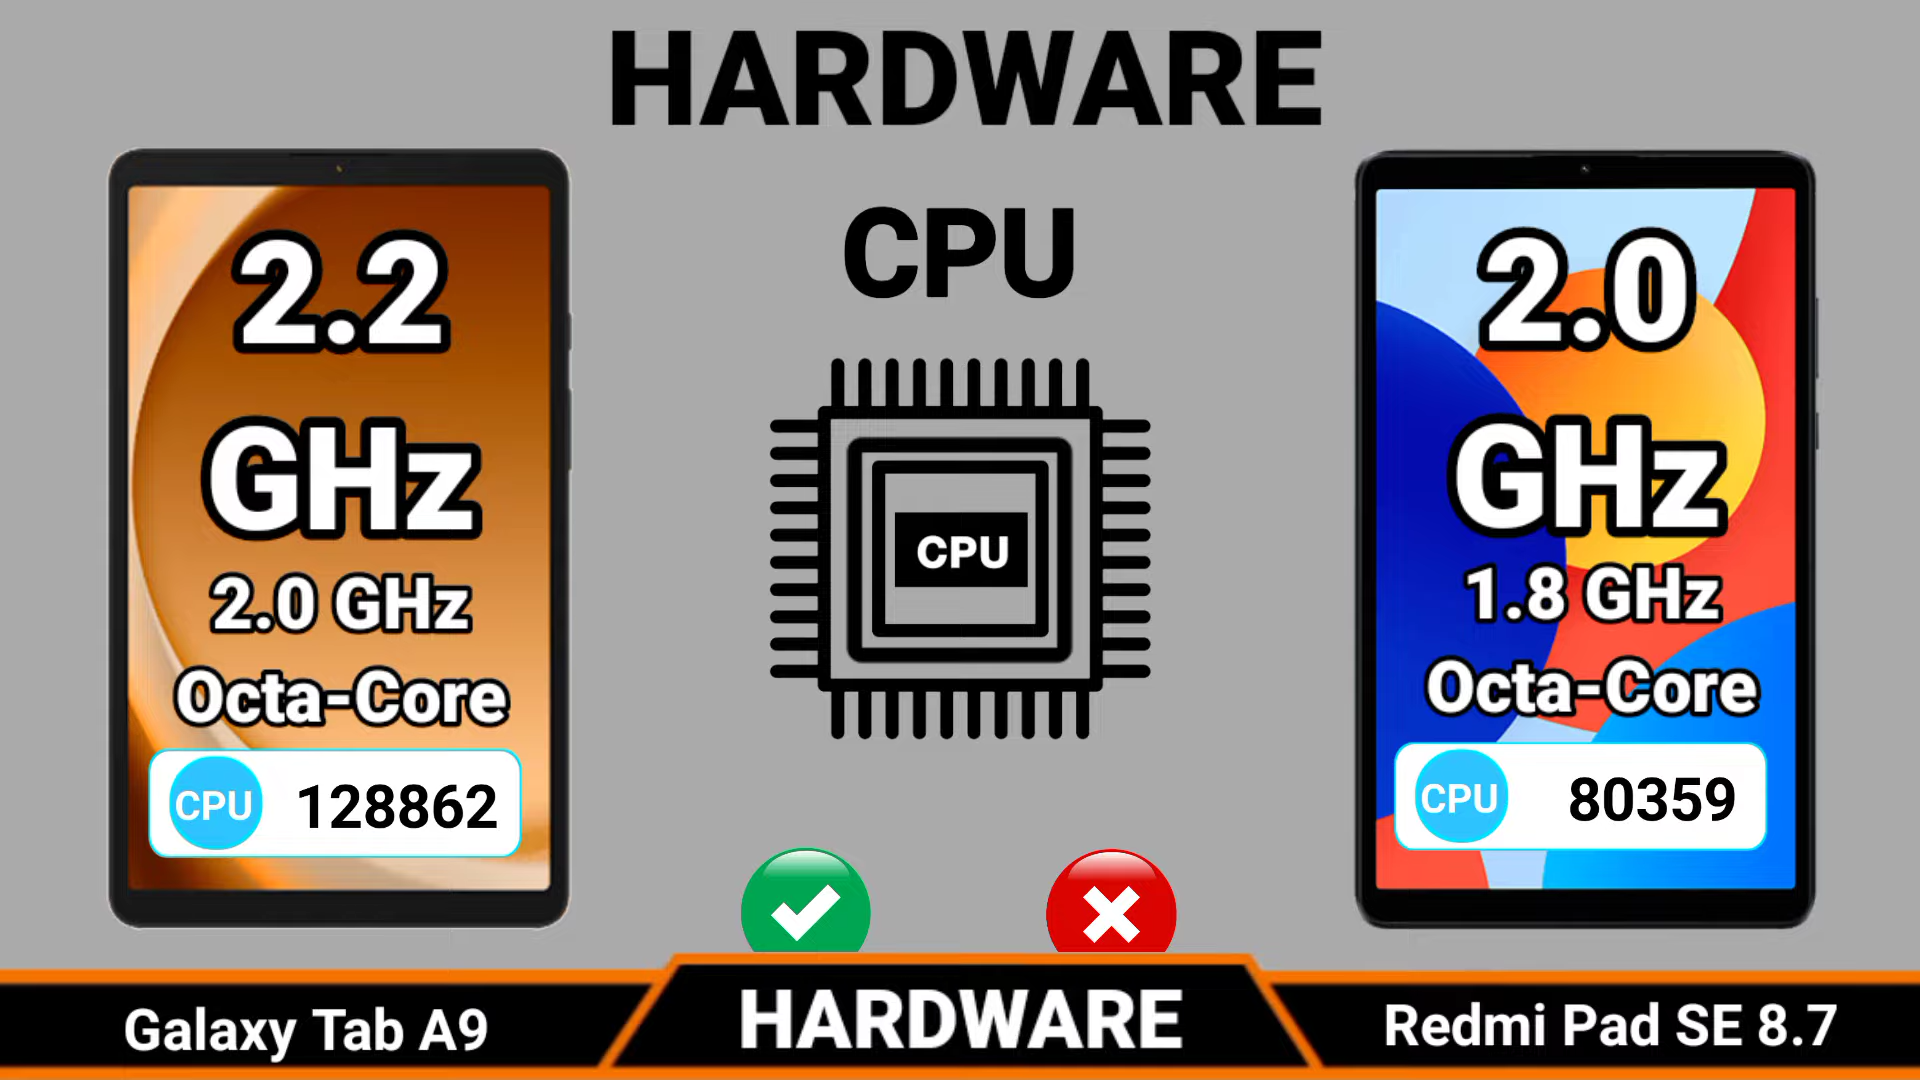 HARDWARE
CPU
2.2
GHz
2.0 GHz
Octa-Core
CPU 128862
CPU
2.0
GHz
1.8 GHz
Octa-Core
CPU 80359
Galaxy Tab A9
HARDWARE
Redmi Pad SE 8.7